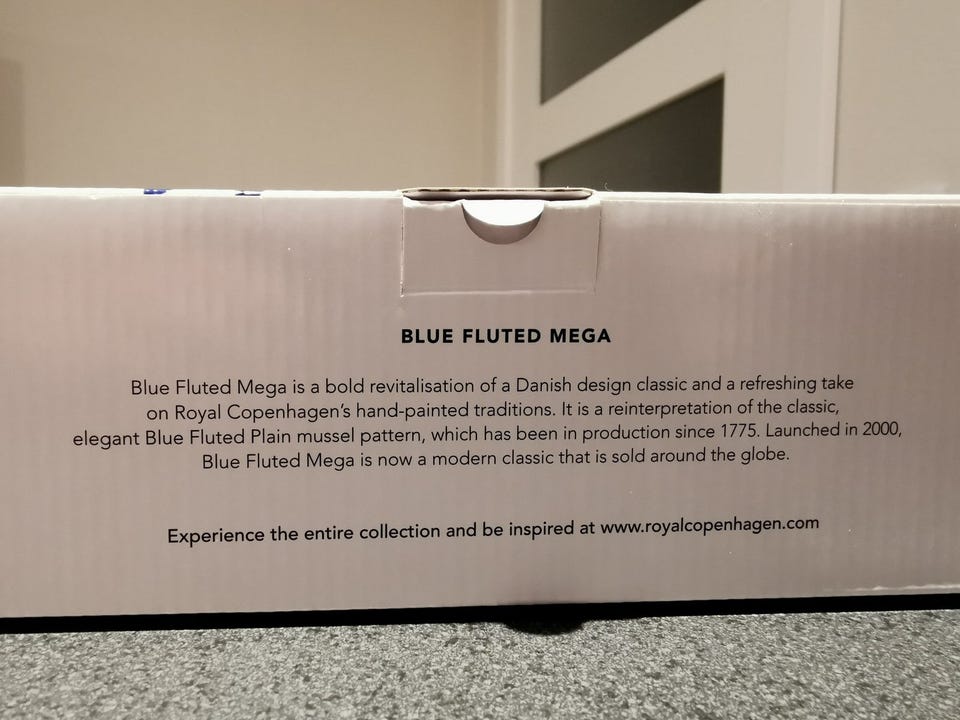 BLUE FLUTED MEGA
Blue Fluted Mega is a bold revitalisation of a Danish design classic and a refreshing take
on Royal Copenhagen's hand-painted traditions. It is a reinterpretation of the classic,
elegant Blue Fluted Plain mussel pattern, which has been in production since 1775. Launched in 2000,
Blue Fluted Mega is now a modern classic that is sold around the globe.
Experience the entire collection and be inspired at www.royalcopenhagen.com